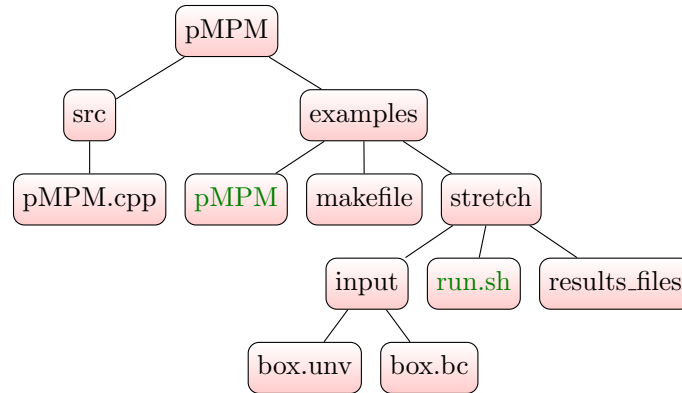 pMPM
src
examples
pMPM.cpp
pMPM
makefile
stretch
input
run.sh
results_files
box.unv
box.bc